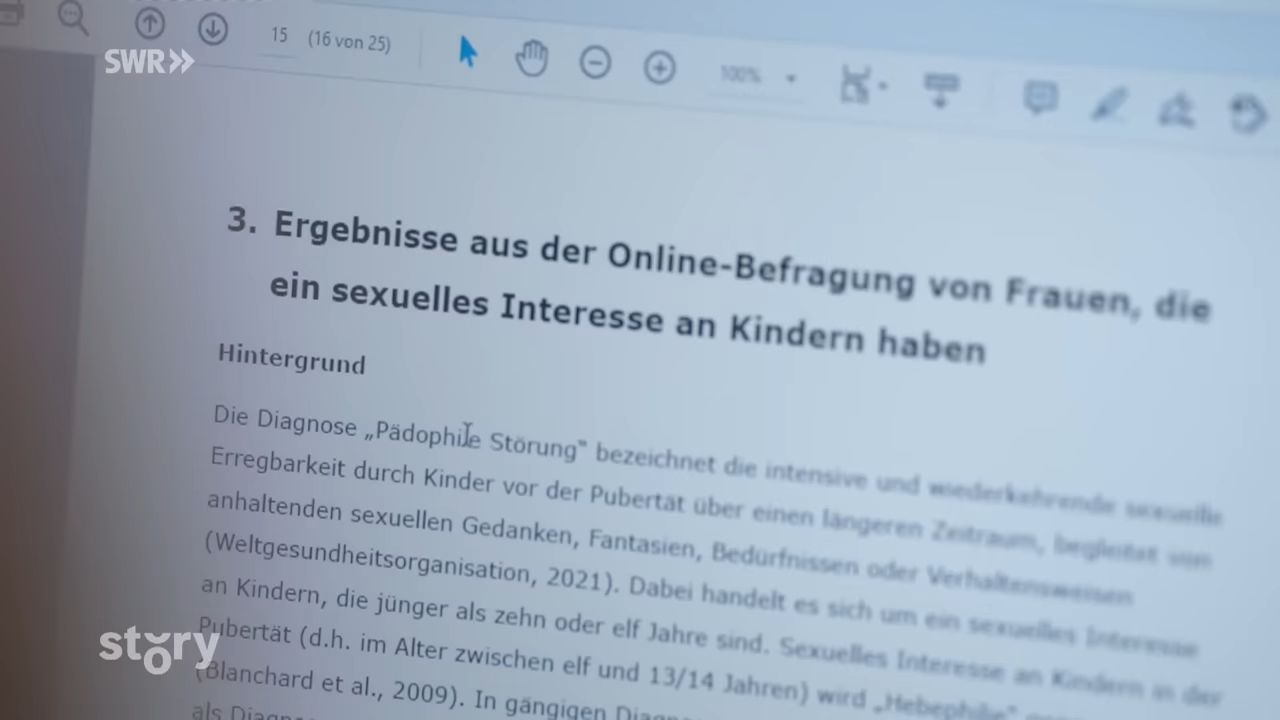 15 (16 von 25)
100%
SWR»
3. Ergebnisse aus der Online-Befragung von Frauen, die
ein sexuelles Interesse an Kindern haben
Hintergrund
Die Diagnose „Pädophile Störung" bezeichnet die intensive und wiederkehrende sexuelle
Erregbarkeit durch Kinder vor der Pubertät über einen längeren Zeitraum, begleitet von
anhaltenden sexuellen Gedanken, Fantasien, Bedürfnissen oder Verhaltensweisen
(Weltgesundheitsorganisation, 2021). Dabei handelt es sich um ein sexuelles Interesse
an Kindern, die jünger als zehn oder elf Jahre sind. Sexuelles Interesse an Kindern in der
Pubertät (d.h. im Alter zwischen elf und 13/14 Jahren) wird „Hebephilie"
(Blanchard et al., 2009). In gängigen
als
story